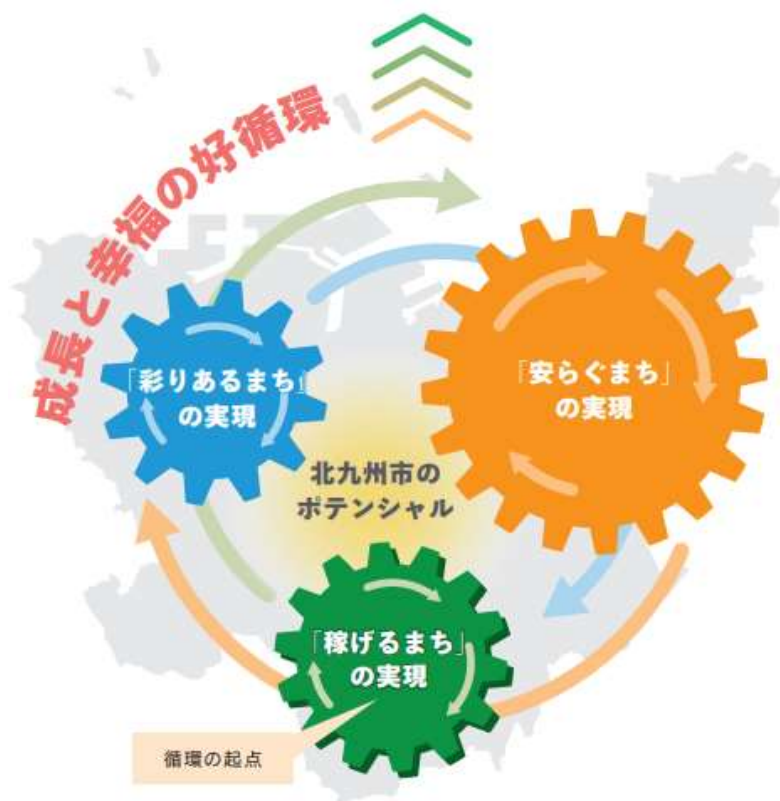 成長と幸福の好循環
「彩りあるまち」
の実現
「安らぐまち」
の実現
北九州市の
ポテンシャル
「稼げるまち」
の実現
循環の起点